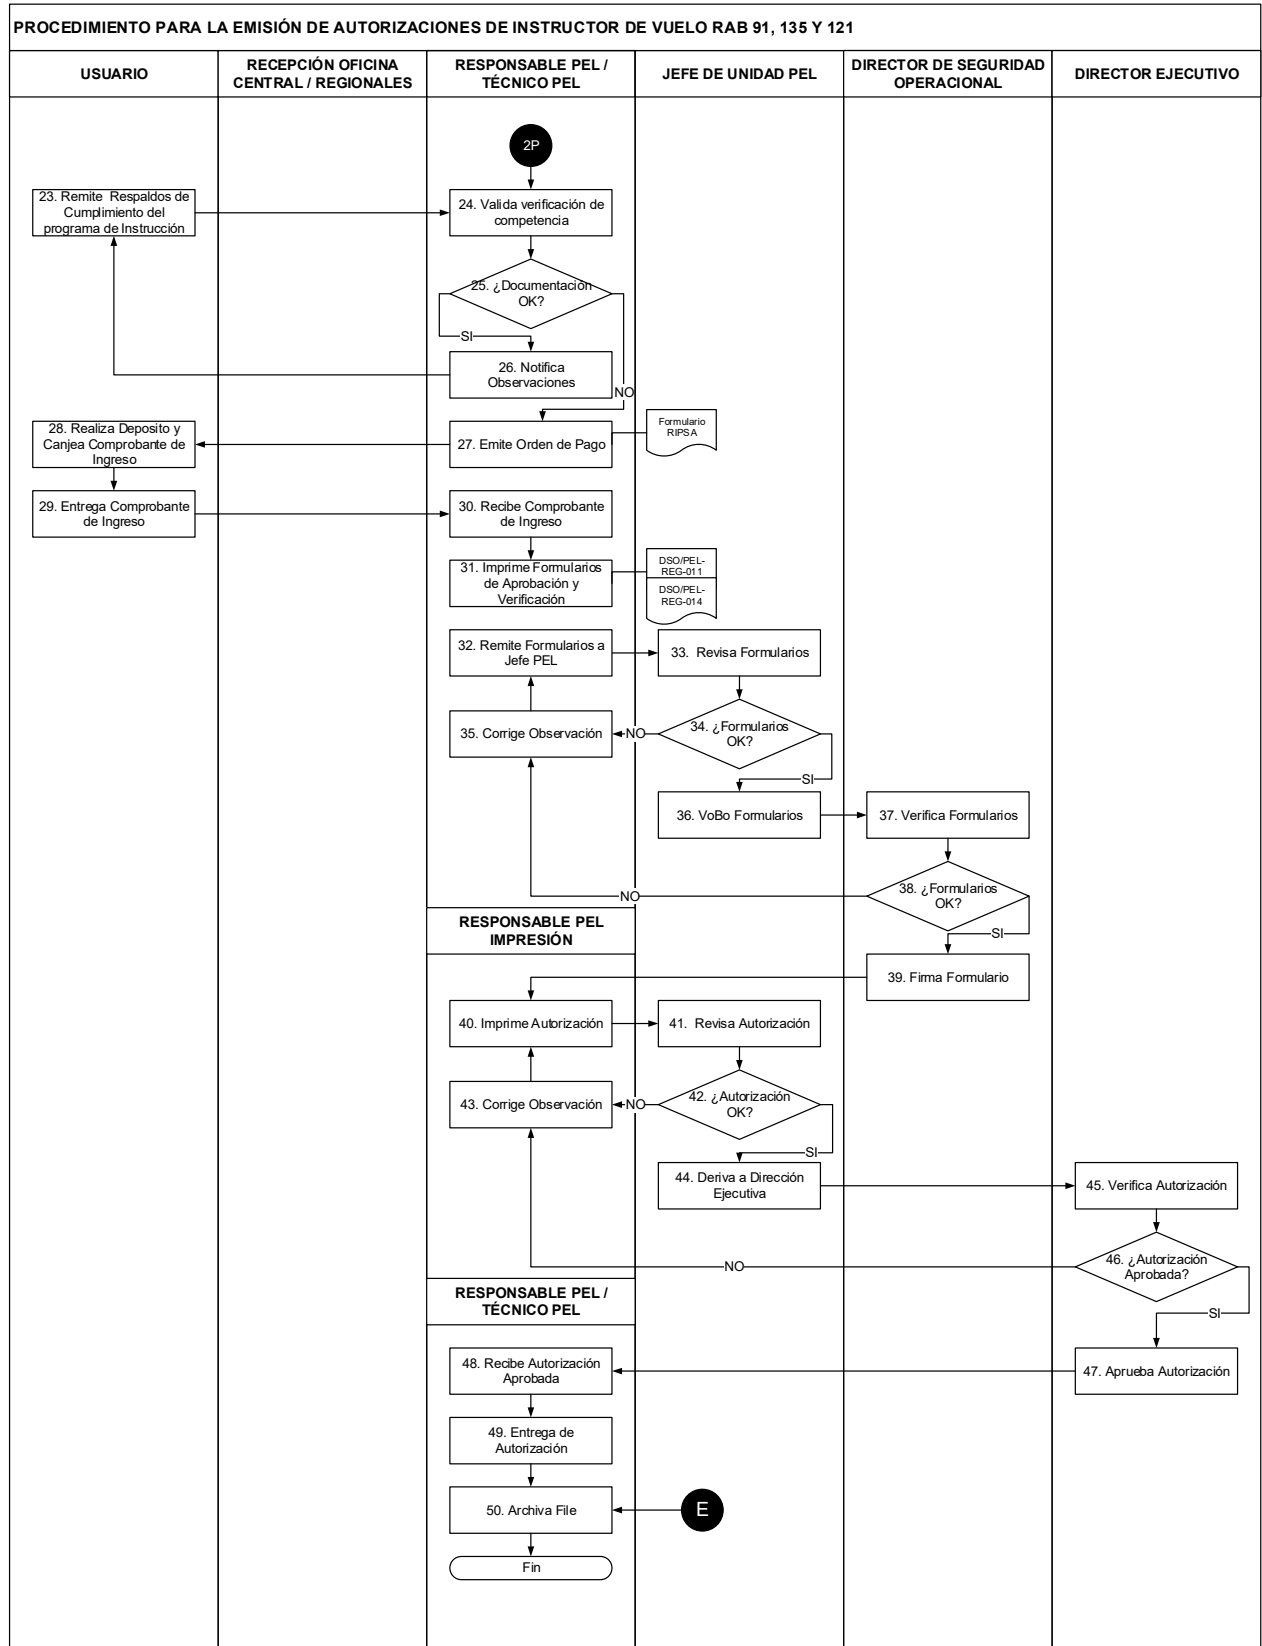 PROCEDIMIENTO PARA LA EMISIÓN DE AUTORIZACIONES DE INSTRUCTOR DE VUELO RAB 91, 135 Y 121
USUARIO
RECEPCIÓN OFICINA
CENTRAL / REGIONALES
RESPONSABLE PEL /
TÉCNICO PEL
JEFE DE UNIDAD PEL
DIRECTOR DE SEGURIDAD
OPERACIONAL
DIRECTOR EJECUTIVO
2P
23. Remite Respaldos de
Cumplimiento del
programa de Instrucción
24. Valida verificación de
competencia
25. ¿Documentación
OK?
SI
26. Notifica
Observaciones
NO
28. Realiza Deposito y
Canjea Comprobante de
Ingreso
27. Emite Orden de Pago
Formulario
RIPSA
29. Entrega Comprobante
de Ingreso
30. Recibe Comprobante
de Ingreso
31. Imprime Formularios
de Aprobación y
Verificación
DSO/PEL-
REG-011
DSO/PEL-
REG-014
32. Remite Formularios a
Jefe PEL
33. Revisa Formularios
35. Corrige Observación
NO
34. ¿Formularios
OK?
SI
36. VoBo Formularios
37. Verifica Formularios
38. ¿Formularios
OK?
NO
SI
RESPONSABLE PEL
IMPRESIÓN
39. Firma Formulario
40. Imprime Autorización
41. Revisa Autorización
43. Corrige Observación
NO
42. ¿Autorización
OK?
SI
44. Deriva a Dirección
Ejecutiva
45. Verifica Autorización
46. ¿Autorización
Aprobada?
NO
SI
RESPONSABLE PEL /
TÉCNICO PEL
48. Recibe Autorización
Aprobada
47. Aprueba Autorización
49. Entrega de
Autorización
50. Archiva File
E
Fin